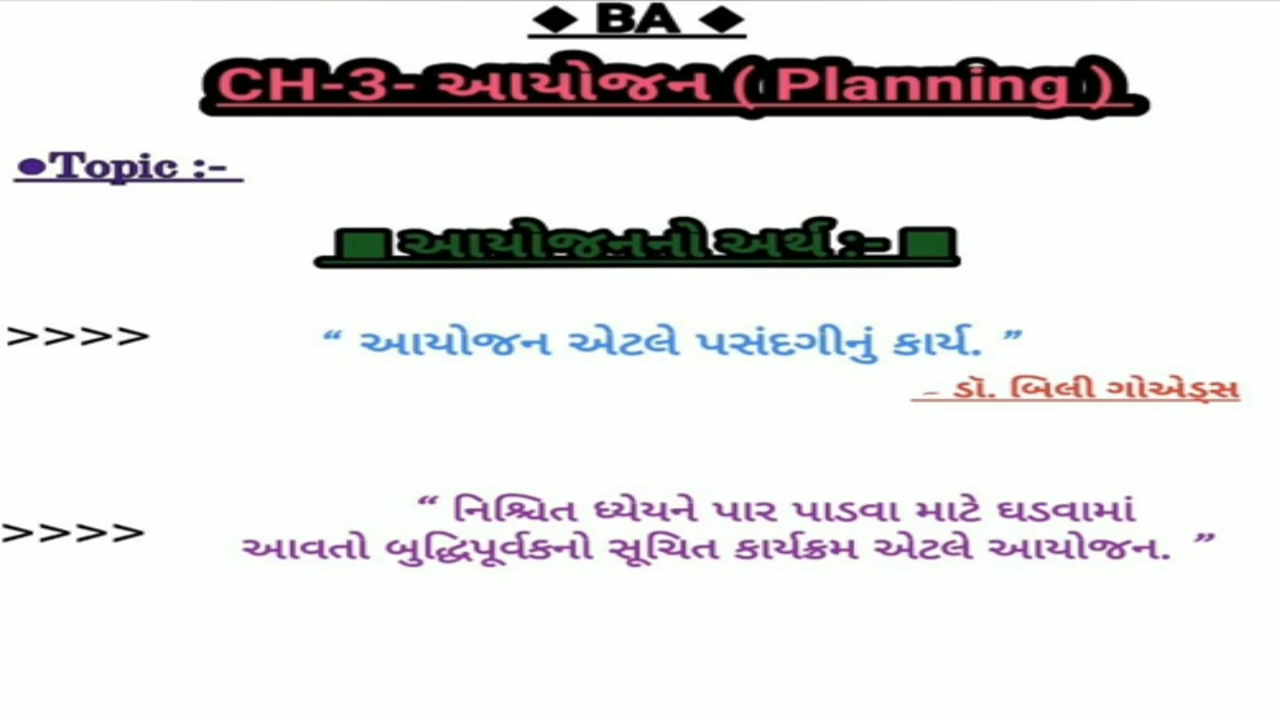 ◆ BA ◆
CH-3- આયોજન ( Planning )
●Topic :-
■ આયોજનનો અર્થ :- ■
>>>> “ આયોજન એટલે પસંદગીનું કાર્ય. ”
- ડૉ. બિલી ગોએડ્સ
“ નિશ્ચિત ધ્યેયને પાર પાડવા માટે ઘડવામાં
>>>> આવતો બુદ્ધિપૂર્વકનો સૂચિત કાર્યક્રમ એટલે આયોજન. ”